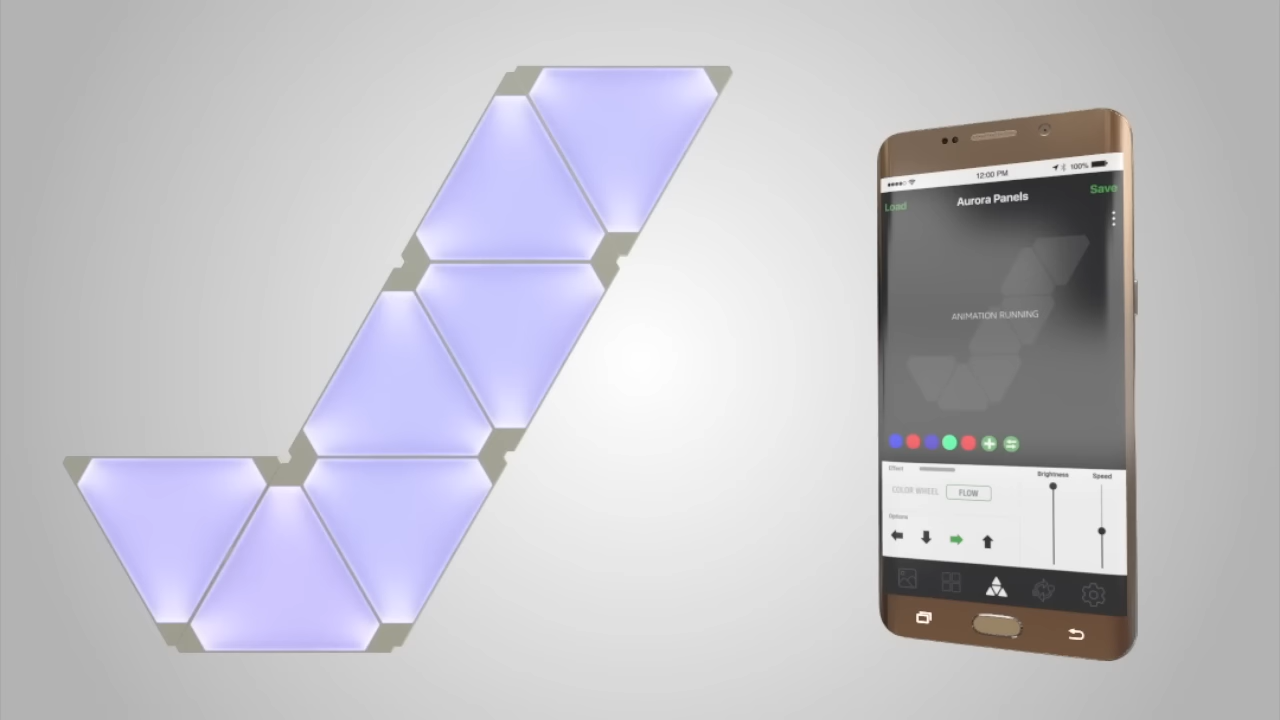 12:00 PM
100%
Load
Aurora Panels
Save
ANIMATION RUNNING
Effect
Brightness
Speed
COLOR WHEEL
FLOW
Options